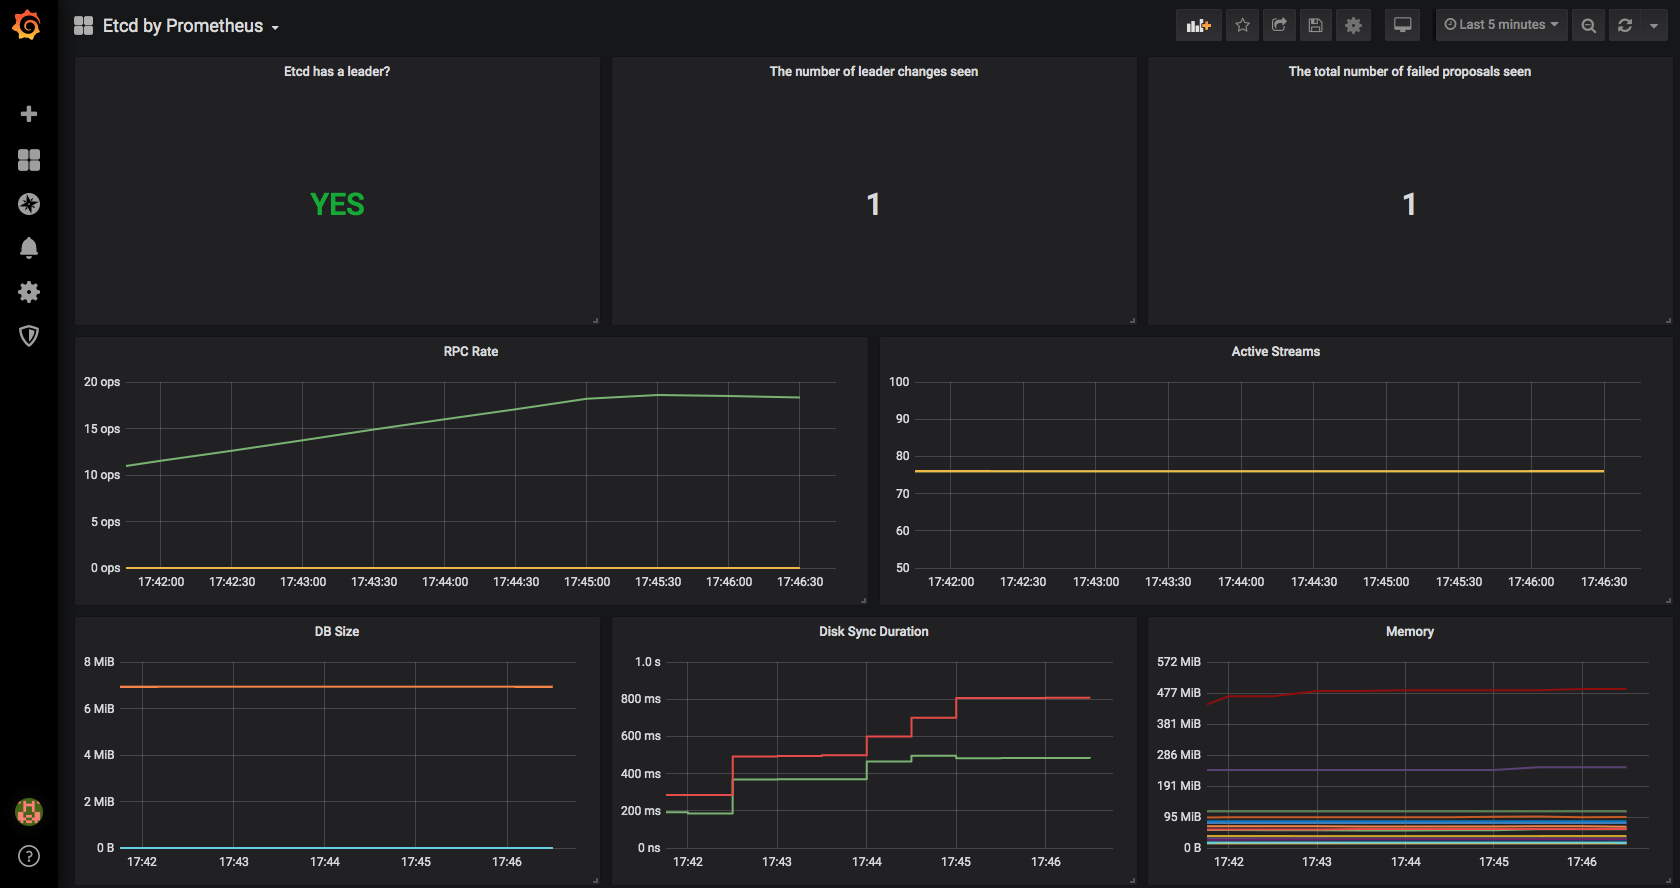 Etcd by Prometheus
Last 5 minutes
Etcd has a leader?
The number of leader changes seen
The total number of failed proposals seen
YES
1
1
RPC Rate
20 ops
15 ops
10 ops
5 ops
0 ops
17:42:00 17:42:30 17:43:00 17:43:30 17:44:00 17:44:30 17:45:00 17:45:30 17:46:00 17:46:30
Active Streams
100
90
80
70
60
50
17:42:00 17:42:30 17:43:00 17:43:30 17:44:00 17:44:30 17:45:00 17:45:30 17:46:00 17:46:30
DB Size
8 MiB
6 MiB
4 MiB
2 MiB
0 B
17:42 17:43 17:44 17:45 17:46
Disk Sync Duration
1.0 s
800 ms
600 ms
400 ms
200 ms
0 ns
17:42 17:43 17:44 17:45 17:46
Memory
572 MiB
477 MiB
381 MiB
286 MiB
191 MiB
95 MiB
0 B
17:42 17:43 17:44 17:45 17:46